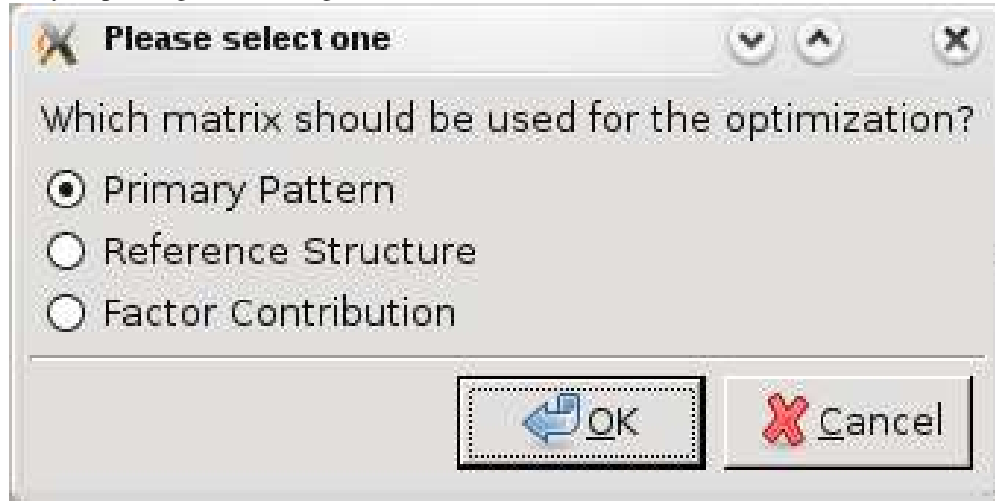 Please select one
Which matrix should be used for the optimization?
Primary Pattern
Reference Structure
Factor Contribution
OK
Cancel